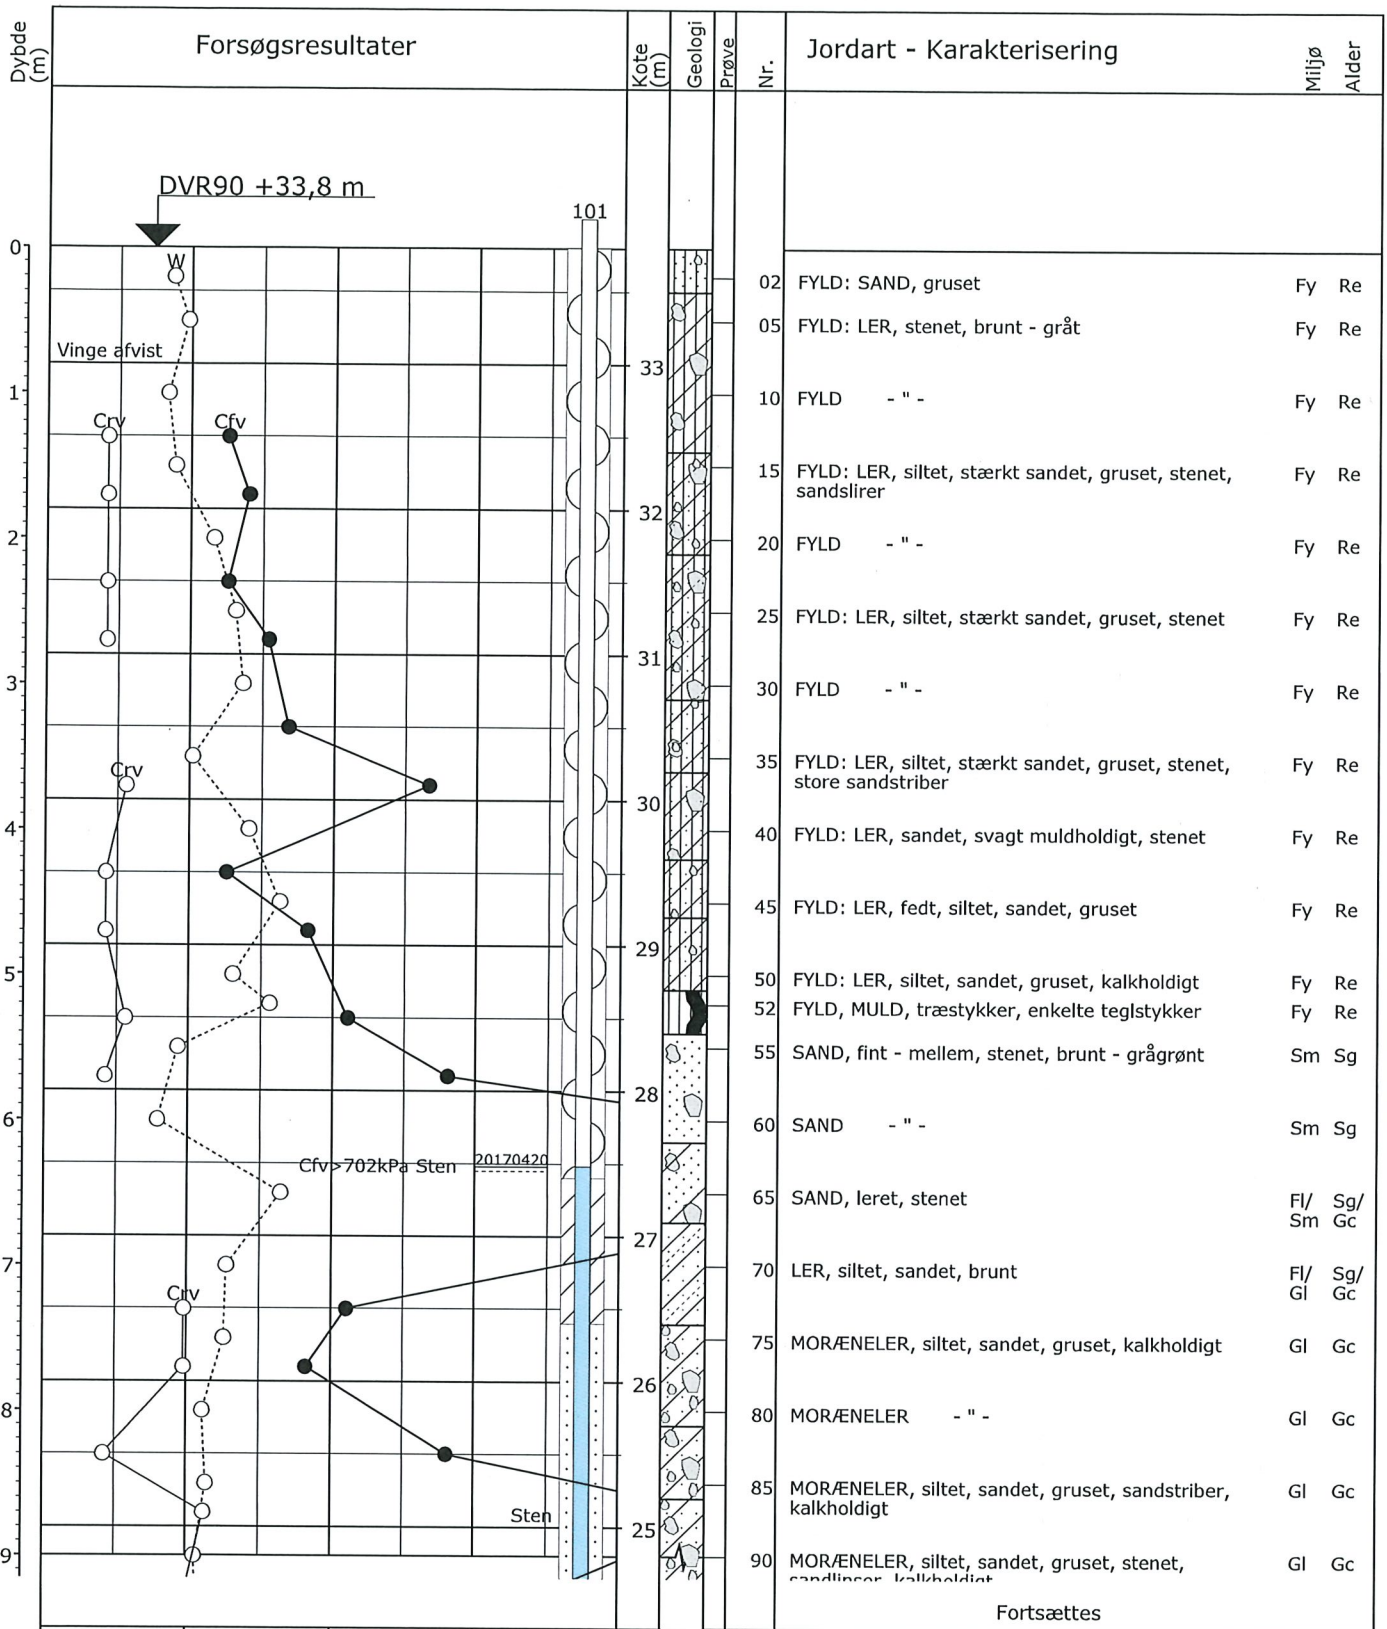 Dybde (m)
Forsøgsresultater
Kote (m)
Geologi
Prøve
Nr.
Jordart - Karakterisering
Miljø
Alder
DVR90 +33,8 m
101
0
W
02 FYLD: SAND, gruset Fy Re
05 FYLD: LER, stenet, brunt - gråt Fy Re
Vinge afvist
33
1
10 FYLD - " - Fy Re
Crv Cfv
15 FYLD: LER, siltet, stærkt sandet, gruset, stenet, Fy Re
sandslirer
32
2
20 FYLD - " - Fy Re
25 FYLD: LER, siltet, stærkt sandet, gruset, stenet Fy Re
31
3
30 FYLD - " - Fy Re
Crv
35 FYLD: LER, siltet, stærkt sandet, gruset, stenet, Fy Re
store sandstriber
30
4
40 FYLD: LER, sandet, svagt muldholdigt, stenet Fy Re
45 FYLD: LER, fedt, siltet, sandet, gruset Fy Re
29
5
50 FYLD: LER, siltet, sandet, gruset, kalkholdigt Fy Re
52 FYLD, MULD, træstykker, enkelte teglstykker Fy Re
55 SAND, fint - mellem, stenet, brunt - grågrønt Sm Sg
28
6
60 SAND - " - Sm Sg
Cfv>702kPa Sten 20170420
65 SAND, leret, stenet Fl/ Sg/
Sm Gc
27
7
70 LER, siltet, sandet, brunt Fl/ Sg/
Gl Gc
Crv
75 MORÆNELER, siltet, sandet, gruset, kalkholdigt Gl Gc
26
8
80 MORÆNELER - " - Gl Gc
85 MORÆNELER, siltet, sandet, gruset, sandstriber, Gl Gc
kalkholdigt
Sten
25
9
90 MORÆNELER, siltet, sandet, gruset, stenet, Gl Gc
sandlinser, kalkholdigt
Fortsættes